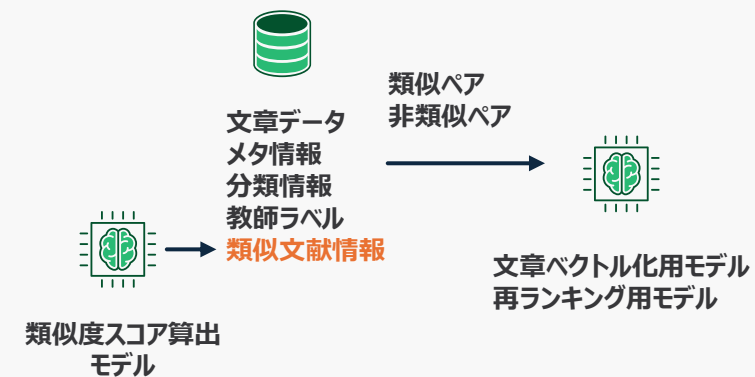 類似ペア
非類似ペア
文章データ
メタ情報
分類情報
教師ラベル
類似文献情報
文章ベクトル化用モデル
再ランキング用モデル
類似度スコア算出
モデル